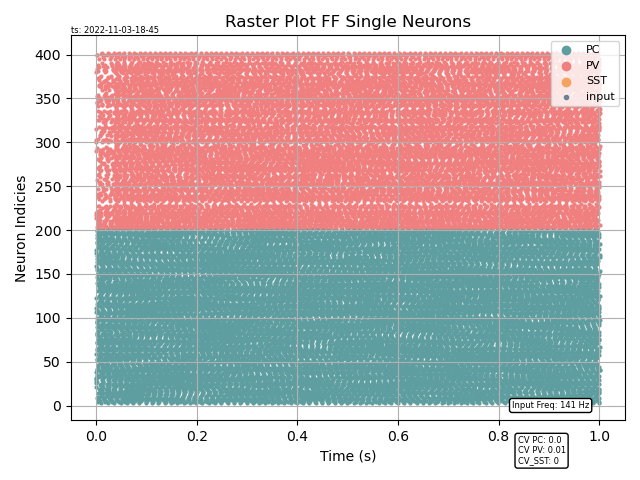 Raster Plot FF Single Neurons
ts: 2022-11-03-18-45
PC
PV
SST
input
400
350
300
250
200
150
100
50
0
Neuron Indicies
Input Freq: 141 Hz
0.0 0.2 0.4 0.6 0.8 1.0
Time (s)
CV PC: 0.0
CV PV: 0.01
CV_SST: 0